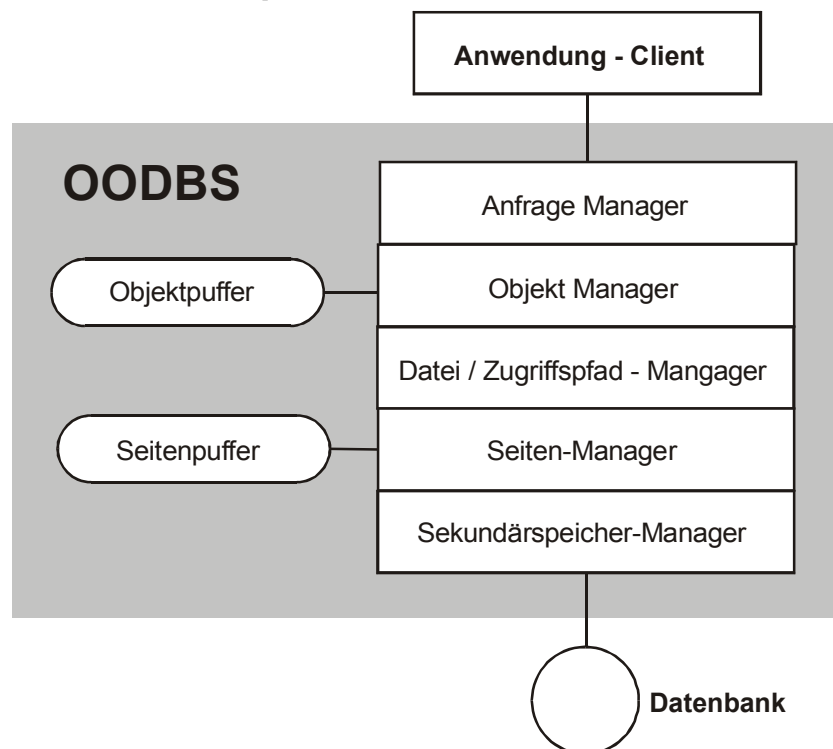 Anwendung - Client
OODBS
Anfrage Manager
Objektpuffer
Objekt Manager
Datei / Zugriffspfad - Mangager
Seitenpuffer
Seiten-Manager
Sekundärspeicher-Manager
Datenbank